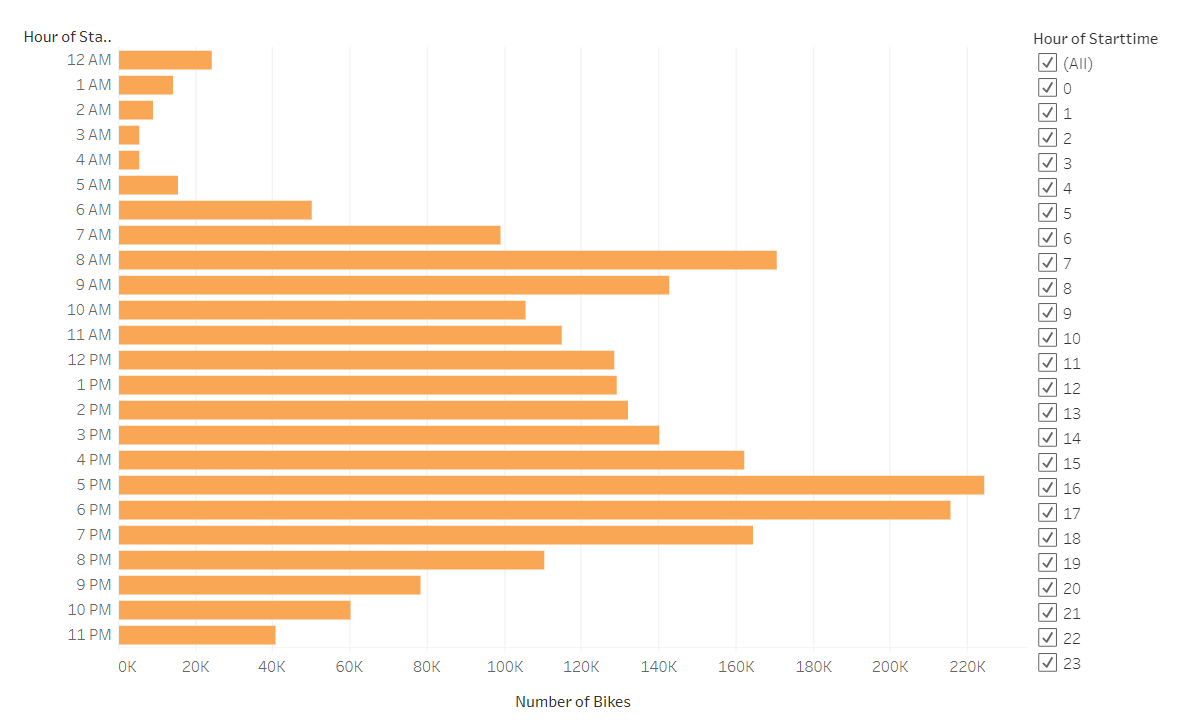 Hour of Sta..
12 AM
1 AM
2 AM
3 AM
4 AM
5 AM
6 AM
7 AM
8 AM
9 AM
10 AM
11 AM
12 PM
1 PM
2 PM
3 PM
4 PM
5 PM
6 PM
7 PM
8 PM
9 PM
10 PM
11 PM
0K 20K 40K 60K 80K 100K 120K 140K 160K 180K 200K 220K
Number of Bikes
Hour of Starttime
(All)
0
1
2
3
4
5
6
7
8
9
10
11
12
13
14
15
16
17
18
19
20
21
22
23